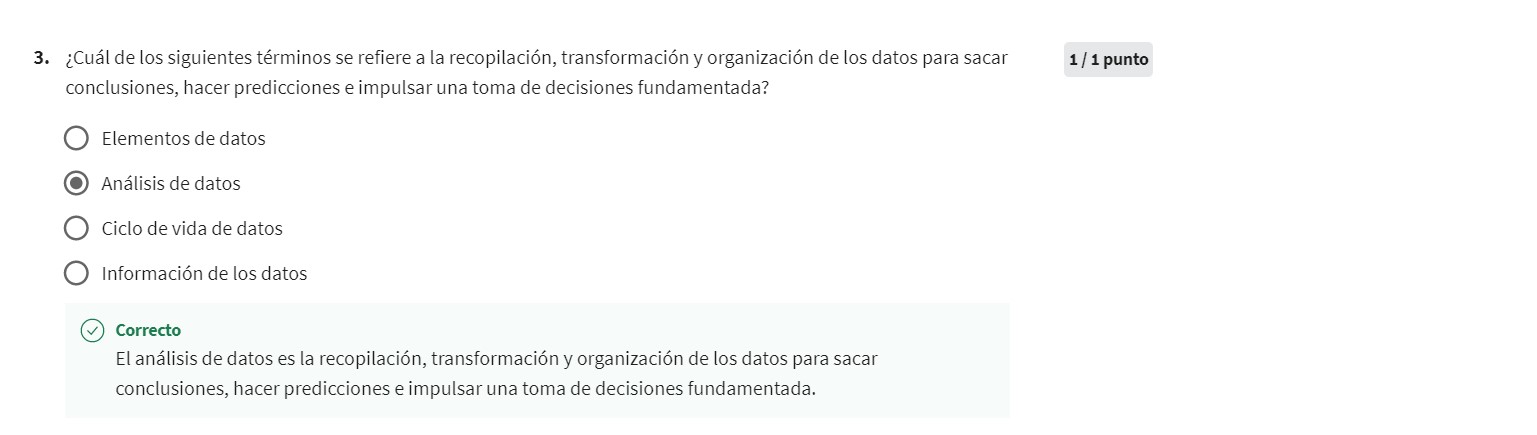 3. ¿Cuál de los siguientes términos se refiere a la recopilación, transformación y organización de los datos para sacar
conclusiones, hacer predicciones e impulsar una toma de decisiones fundamentada?
1 / 1 punto
Elementos de datos
Análisis de datos
Ciclo de vida de datos
Información de los datos
Correcto
El análisis de datos es la recopilación, transformación y organización de los datos para sacar
conclusiones, hacer predicciones e impulsar una toma de decisiones fundamentada.